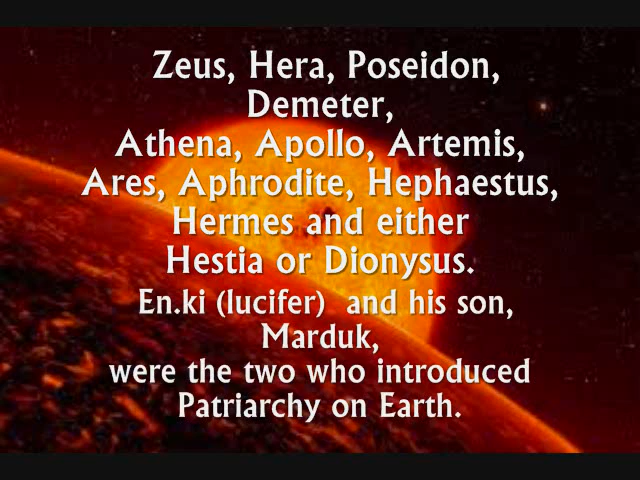 Zeus, Hera, Poseidon,
Demeter,
Athena, Apollo, Artemis,
Ares, Aphrodite, Hephaestus,
Hermes and either
Hestia or Dionysus.
En.ki (lucifer)  and his son,
Marduk,
were the two who introduced
Patriarchy on Earth.